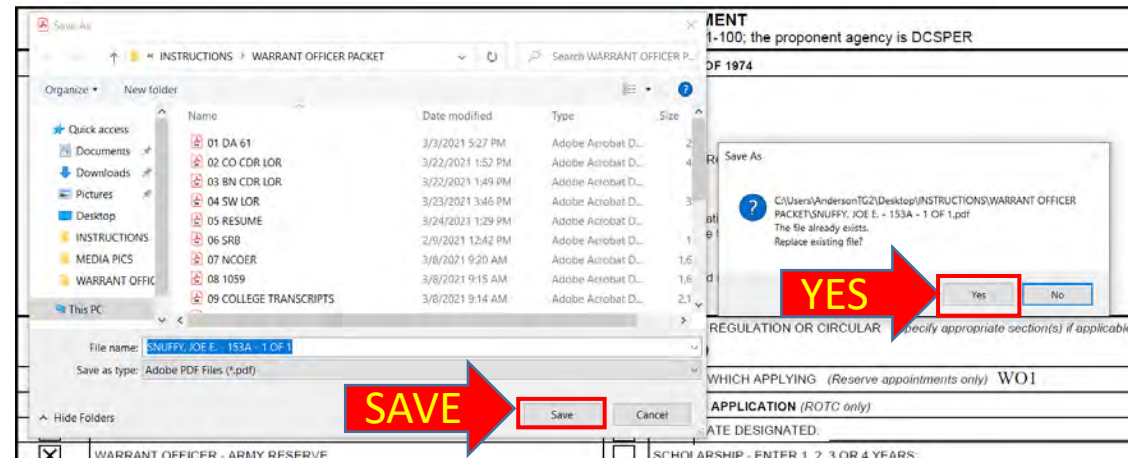 Save As
MENT
1-100; the proponent agency is DCSPER
« INSTRUCTIONS > WARRANT OFFICER PACKET
Search WARRANT OFFICER P...
OF 1974
Organize
New folder
Name Date modified Type Size
Quick access
Documents
Downloads
Pictures
Desktop
INSTRUCTIONS
MEDIA PICS
WARRANT OFFIC
This PC
01 DA 61 3/3/2021 5:27 PM Adobe Acrobat D... 2
02 CO CDR LOR 3/22/2021 1:52 PM Adobe Acrobat D... 4
03 BN CDR LOR 3/22/2021 1:49 PM Adobe Acrobat D...
04 SW LOR 3/23/2021 3:46 PM Adobe Acrobat D... 3
05 RESUME 3/24/2021 1:29 PM Adobe Acrobat D...
06 SRB 2/9/2021 12:42 PM Adobe Acrobat D... 1
07 NCOER 3/8/2021 9:20 AM Adobe Acrobat D... 1,6
08 1059 3/8/2021 9:15 AM Adobe Acrobat D... 1,6
09 COLLEGE TRANSCRIPTS 3/8/2021 9:14 AM Adobe Acrobat D... 2,1
Save As
C:\Users\AndersonTG2\Desktop\INSTRUCTIONS\WARRANT OFFICER
PACKET\SNUFFY, JOE E. - 153A - 1 OF 1.pdf
The file already exists.
Replace existing file?
YES
Yes
No
File name: SNUFFY, JOE E. - 153A - 1 OF 1
Save as type: Adobe PDF Files (*.pdf)
SAVE
Save
Cancel
Hide Folders
REGULATION OR CIRCULAR pecify appropriate section(s) if applicable
WHICH APPLYING (Reserve appointments only) WO1
APPLICATION (ROTC only)
ATE DESIGNATED:
WARRANT OFFICER - ARMY RESERVE
SCHOLARSHIP - ENTER 1, 2, 3 OR 4 YEARS: